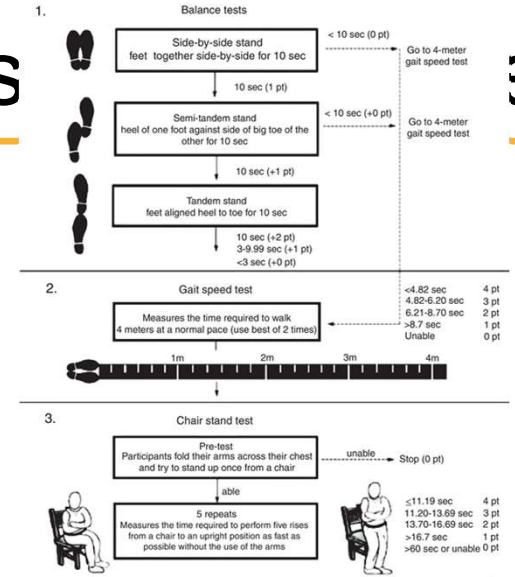 1.
Balance tests
Side-by-side stand
feet together side-by-side for 10 sec
< 10 sec (0 pt)
Go to 4-meter
gait speed test
10 sec (1 pt)
Semi-tandem stand
heel of one foot against side of big toe of the
other for 10 sec
< 10 sec (+0 pt)
Go to 4-meter
gait speed test
10 sec (+1 pt)
Tandem stand
feet aligned heel to toe for 10 sec
10 sec (+2 pt)
3-9.99 sec (+1 pt)
<3 sec (+0 pt)
2.
Gait speed test
Measures the time required to walk
4 meters at a normal pace (use best of 2 times)
<4.82 sec 4 pt
4.82-6.20 sec 3 pt
6.21-8.70 sec 2 pt
>8.7 sec 1 pt
Unable 0 pt
1m 2m 3m 4m
3.
Chair stand test
Pre-test
Participants fold their arms across their chest
and try to stand up once from a chair
unable
Stop (0 pt)
able
5 repeats
Measures the time required to perform five rises
from a chair to an upright position as fast as
possible without the use of the arms
≤11.19 sec 4 pt
11.20-13.69 sec 3 pt
13.70-16.69 sec 2 pt
>16.7 sec 1 pt
>60 sec or unable 0 pt